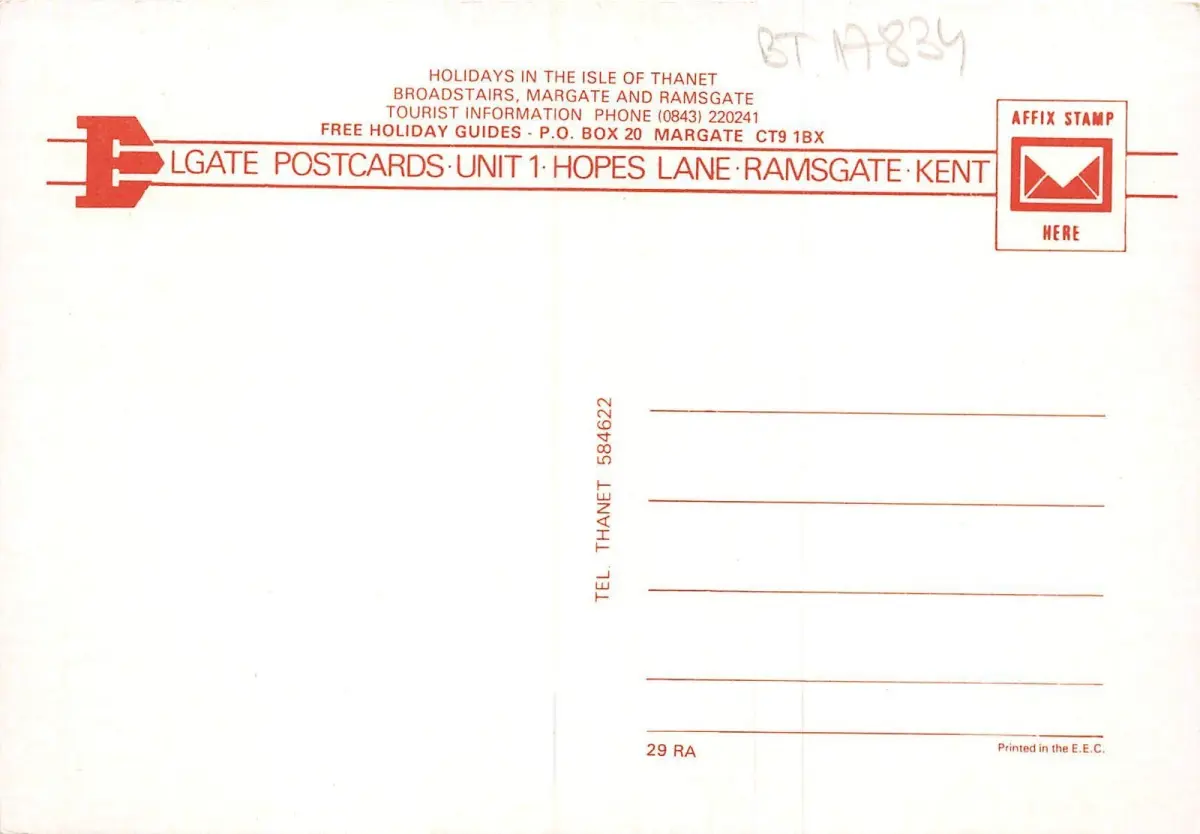 BT 17834
HOLIDAYS IN THE ISLE OF THANET
BROADSTAIRS, MARGATE AND RAMSGATE
TOURIST INFORMATION PHONE (0843) 220241
FREE HOLIDAY GUIDES - P.O. BOX 20 MARGATE CT9 1BX
ELGATE POSTCARDS · UNIT 1 · HOPES LANE · RAMSGATE · KENT
AFFIX STAMP
HERE
TEL. THANET 584622
29 RA
Printed in the E.E.C.